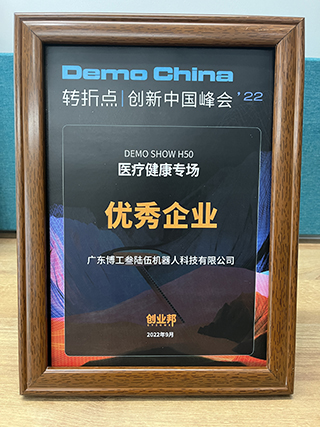 Demo China
转折点|创新中国峰会'22
DEMO SHOW H50
医疗健康专场
优秀企业
广东博工叁陆伍机器人科技有限公司
创业邦
2022年9月